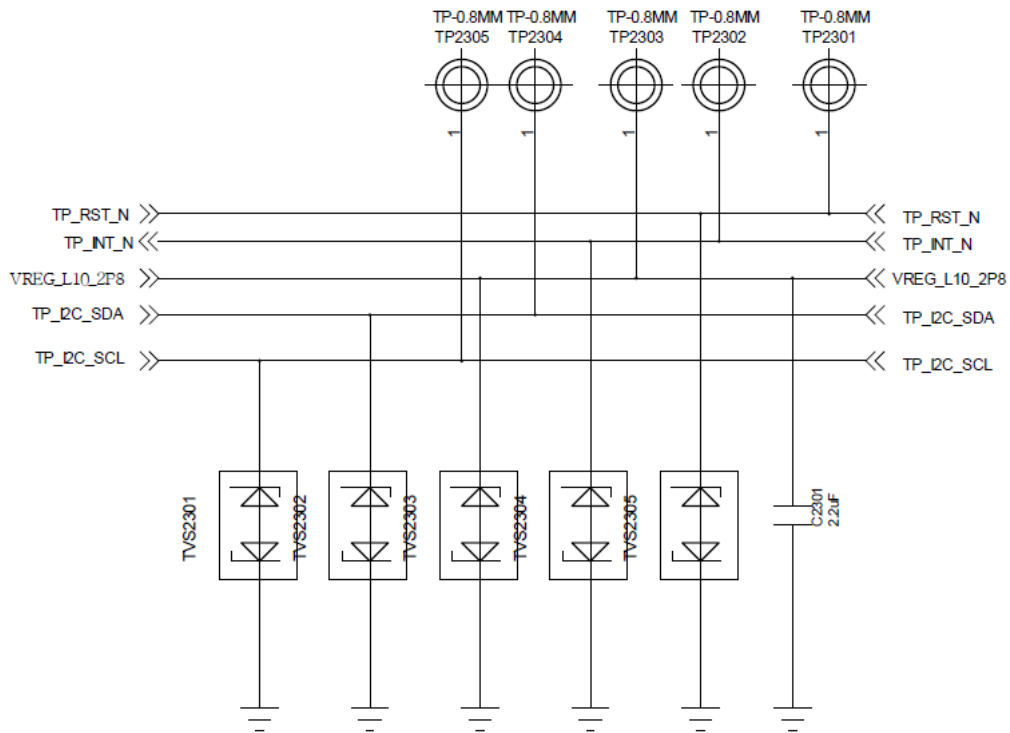 TP-0.8MM TP-0.8MM TP-0.8MM TP-0.8MM TP-0.8MM
TP2305 TP2304 TP2303 TP2302 TP2301
1 1 1 1 1
TP_RST_N TP_RST_N
TP_INT_N TP_INT_N
VREG_L10_2P8 VREG_L10_2P8
TP_I2C_SDA TP_I2C_SDA
TP_I2C_SCL TP_I2C_SCL
TVS2301
TVS2302
TVS2303
TVS2304
TVS2305
C2301
2.2uF